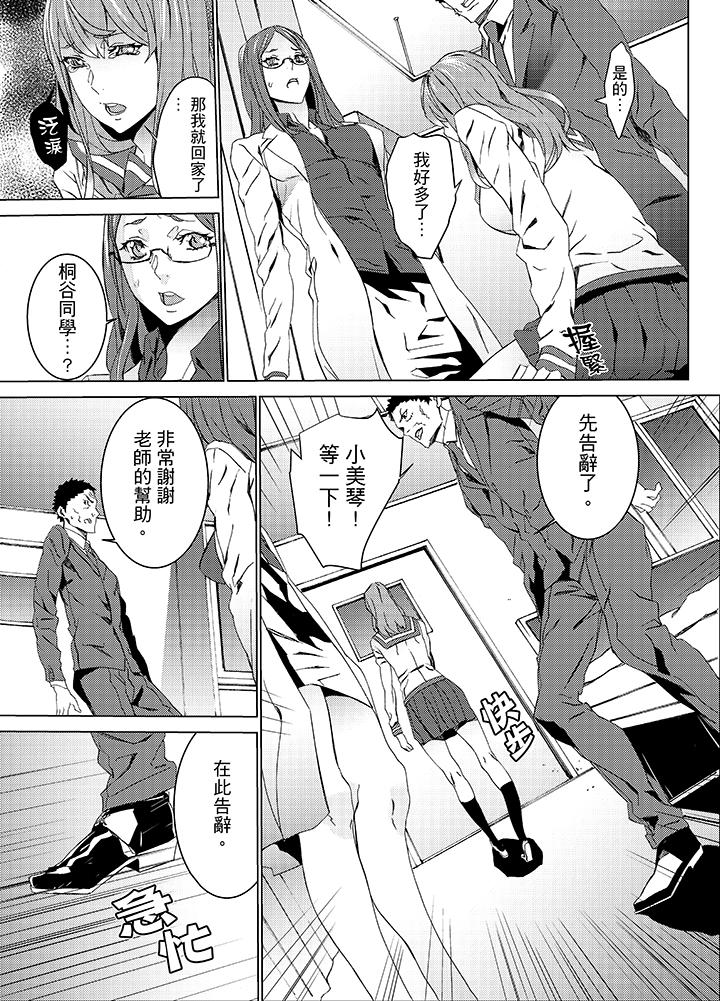 是的⋯
我好多了⋯
握緊
那我就回家了
⋯
泛淚
桐谷同學⋯⋯？
先告辭了。
小美琴！
等一下！
快步
非常謝謝
老師的幫助。
在此告辭。
急忙